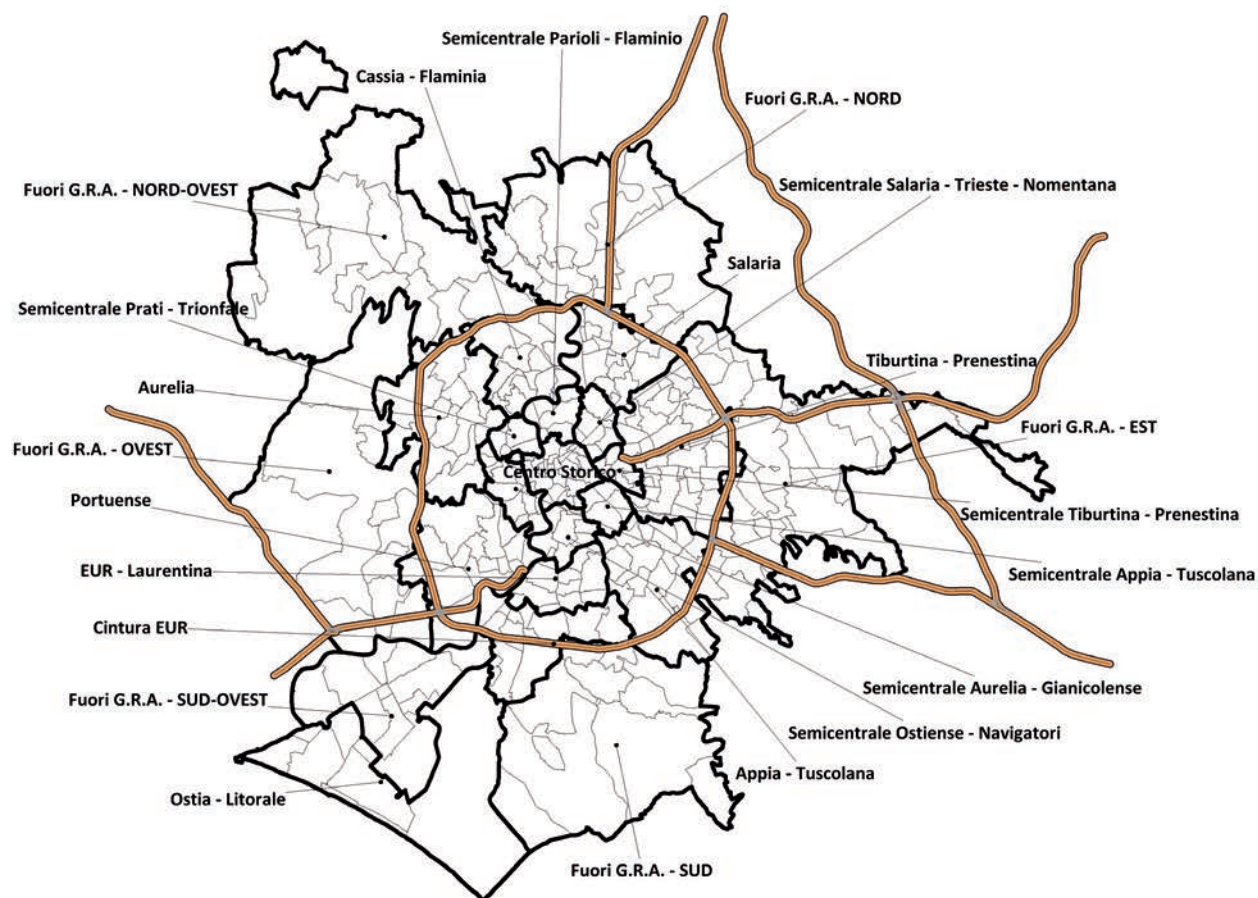 Semicentrale Parioli - Flaminio
Cassia - Flaminia
Fuori G.R.A. - NORD
Fuori G.R.A. - NORD-OVEST
Semicentrale Salaria - Trieste - Nomentana
Salaria
Semicentrale Prati - Trionfale
Tiburtina - Prenestina
Aurelia
Fuori G.R.A. - EST
Fuori G.R.A. - OVEST
Centro Storico
Portuense
Semicentrale Tiburtina - Prenestina
EUR - Laurentina
Semicentrale Appia - Tuscolana
Cintura EUR
Semicentrale Aurelia - Gianicolense
Fuori G.R.A. - SUD-OVEST
Semicentrale Ostiense - Navigatori
Appia - Tuscolana
Ostia - Litorale
Fuori G.R.A. - SUD